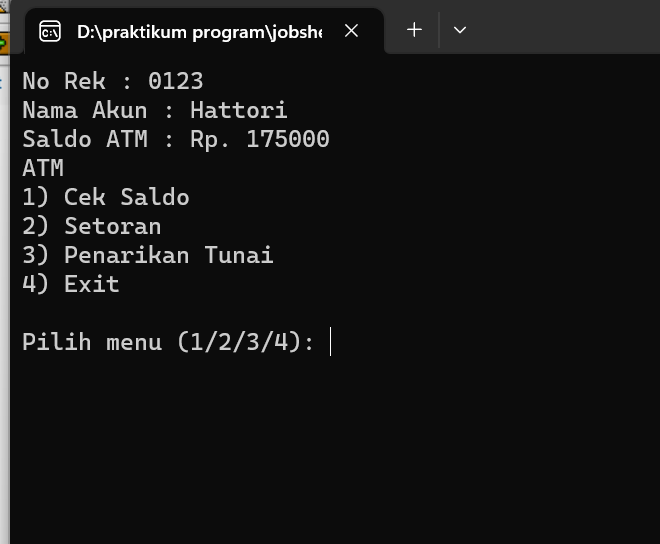 D:\praktikum program\jobshe
No Rek : 0123
Nama Akun : Hattori
Saldo ATM : Rp. 175000
ATM
1) Cek Saldo
2) Setoran
3) Penarikan Tunai
4) Exit
Pilih menu (1/2/3/4):